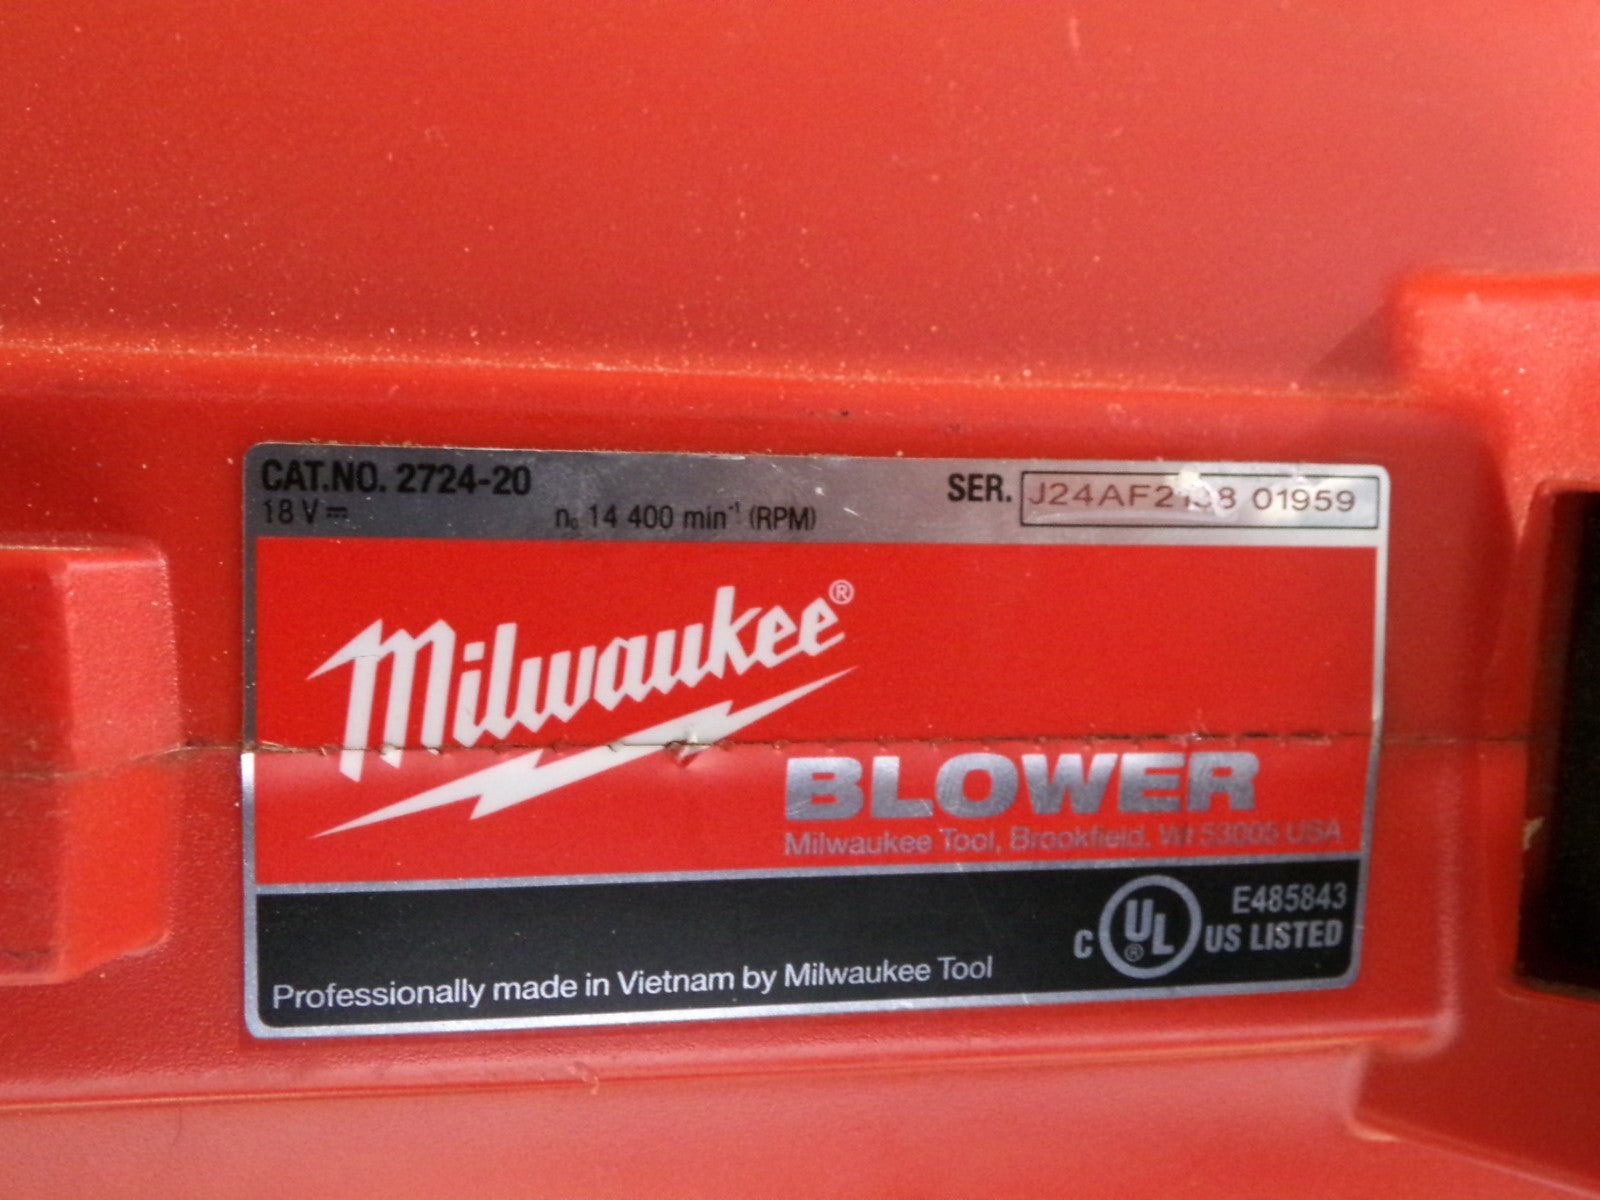 CAT.NO. 2724-20
18 V ⎓
n₀ 14 400 min⁻¹ (RPM)
SER. 01959
Milwaukee®
BLOWER
Milwaukee Tool, Brookfield, WI 53005 USA
Professionally made in Vietnam by Milwaukee Tool
E485843
C UL® US LISTED